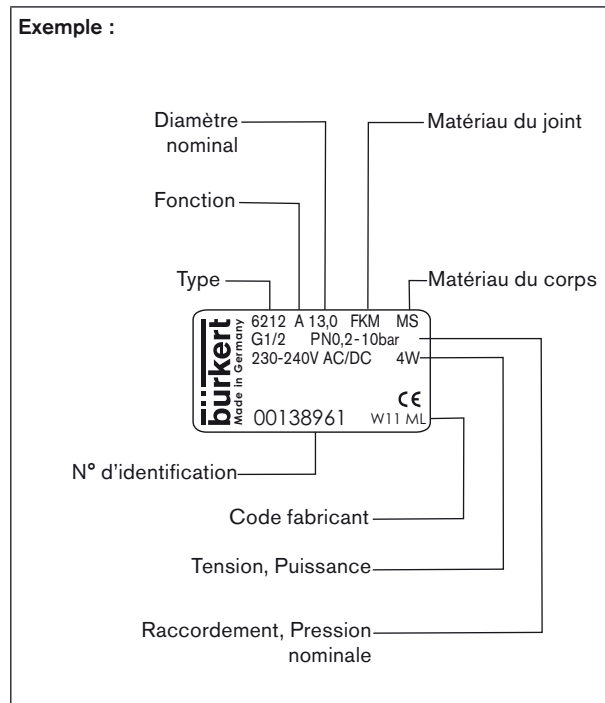 Exemple :
Diamètre
nominal
Matériau du joint
Fonction
Type
Matériau du corps
bürkert
Made in Germany
6212 A 13,0 FKM MS
G1/2 PN0,2-10bar
230-240V AC/DC 4W
CE
00138961 W11 ML
N° d'identification
Code fabricant
Tension, Puissance
Raccordement, Pression
nominale